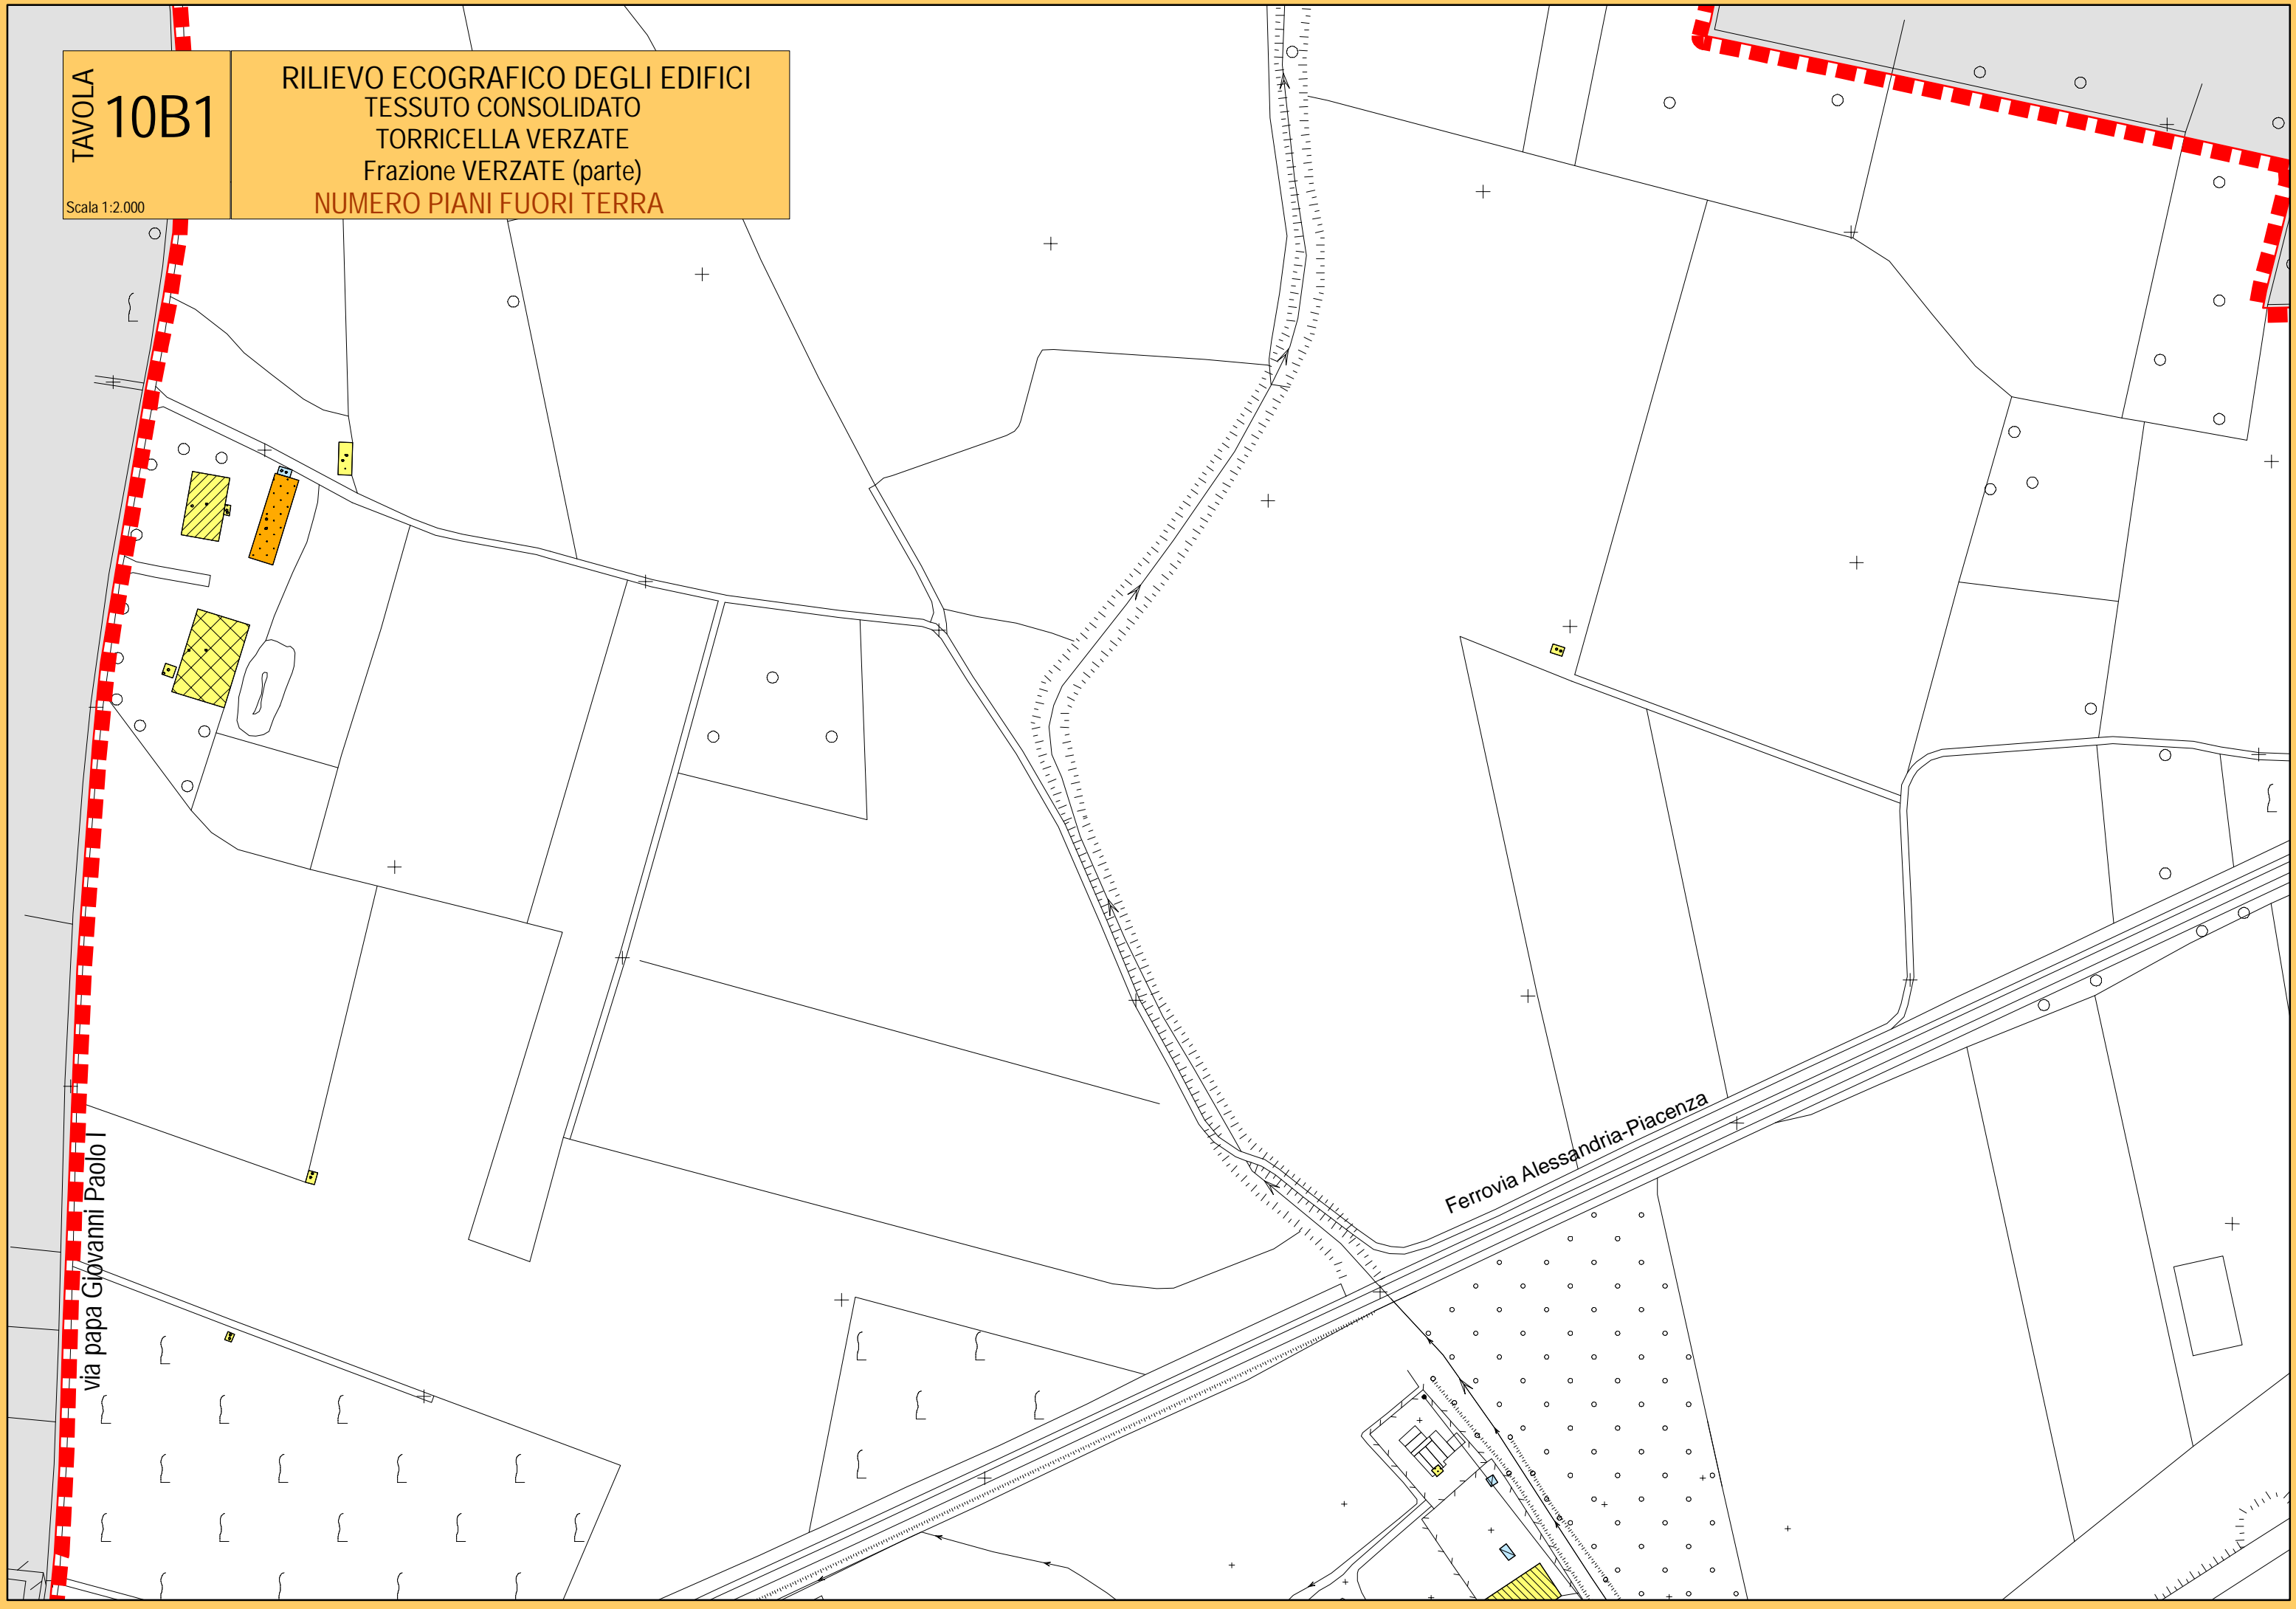 TAVOLA
10B1
Scala 1:2.000
RILIEVO ECOGRAFICO DEGLI EDIFICI
TESSUTO CONSOLIDATO
TORRICELLA VERZATE
Frazione VERZATE (parte)
NUMERO PIANI FUORI TERRA
Ferrovia Alessandria-Piacenza
via papa Giovanni Paolo I